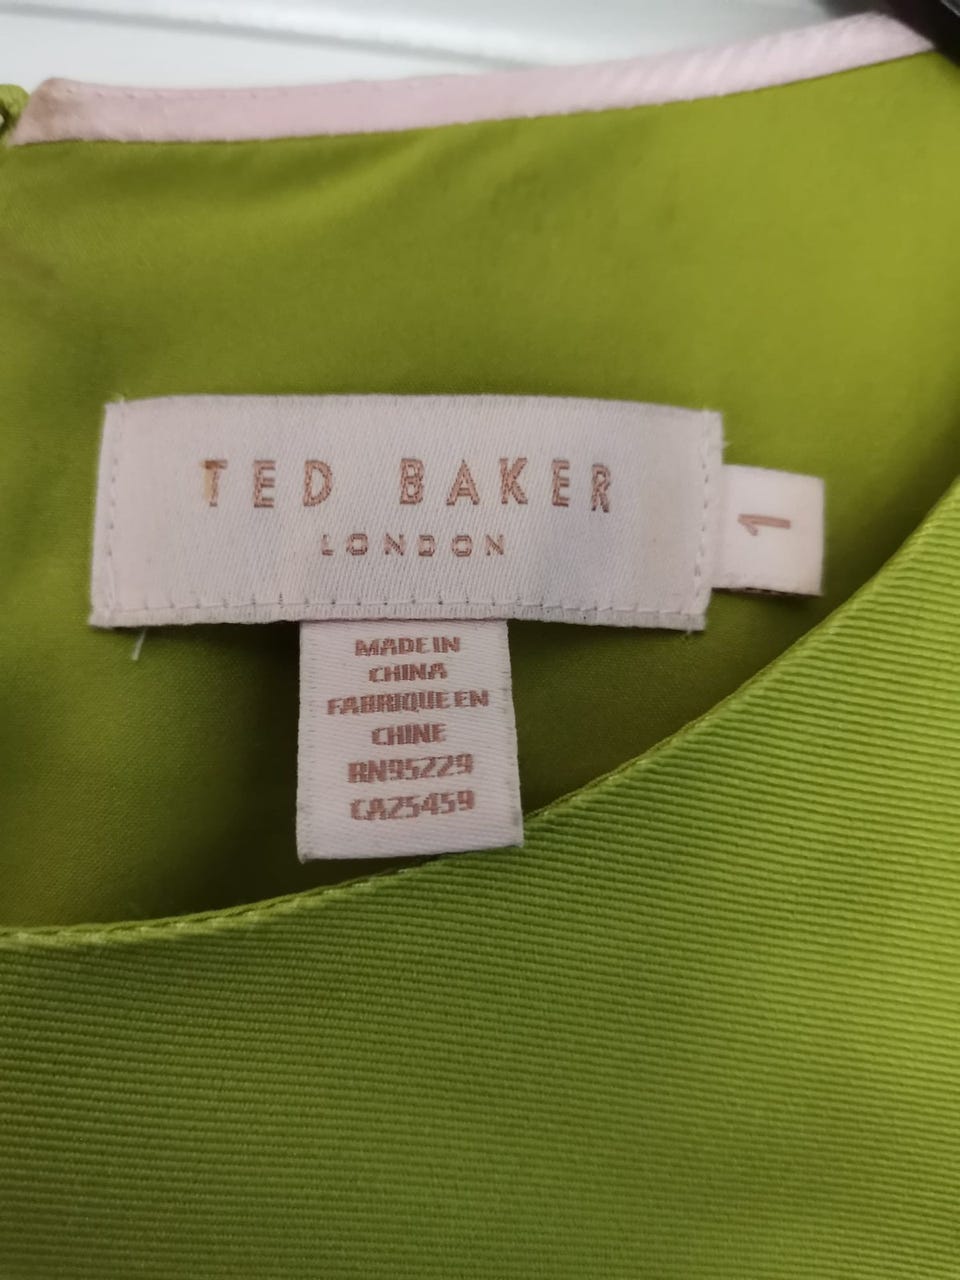 TED BAKER
LONDON
1
MADE IN
CHINA
FABRIQUE EN
CHINE
RN95229
CA25459